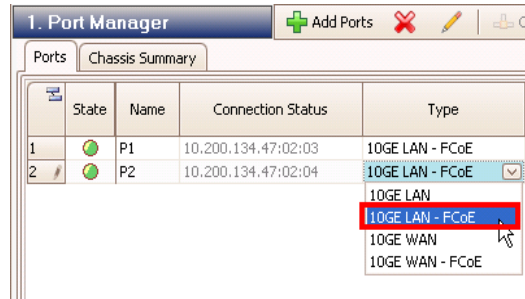 1. Port Manager
Add Ports
Ports
Chassis Summary
State Name Connection Status Type
1 P1 10.200.134.47:02:03 10GE LAN - FCoE
2 P2 10.200.134.47:02:04 10GE LAN - FCoE
10GE LAN
10GE LAN - FCoE
10GE WAN
10GE WAN - FCoE